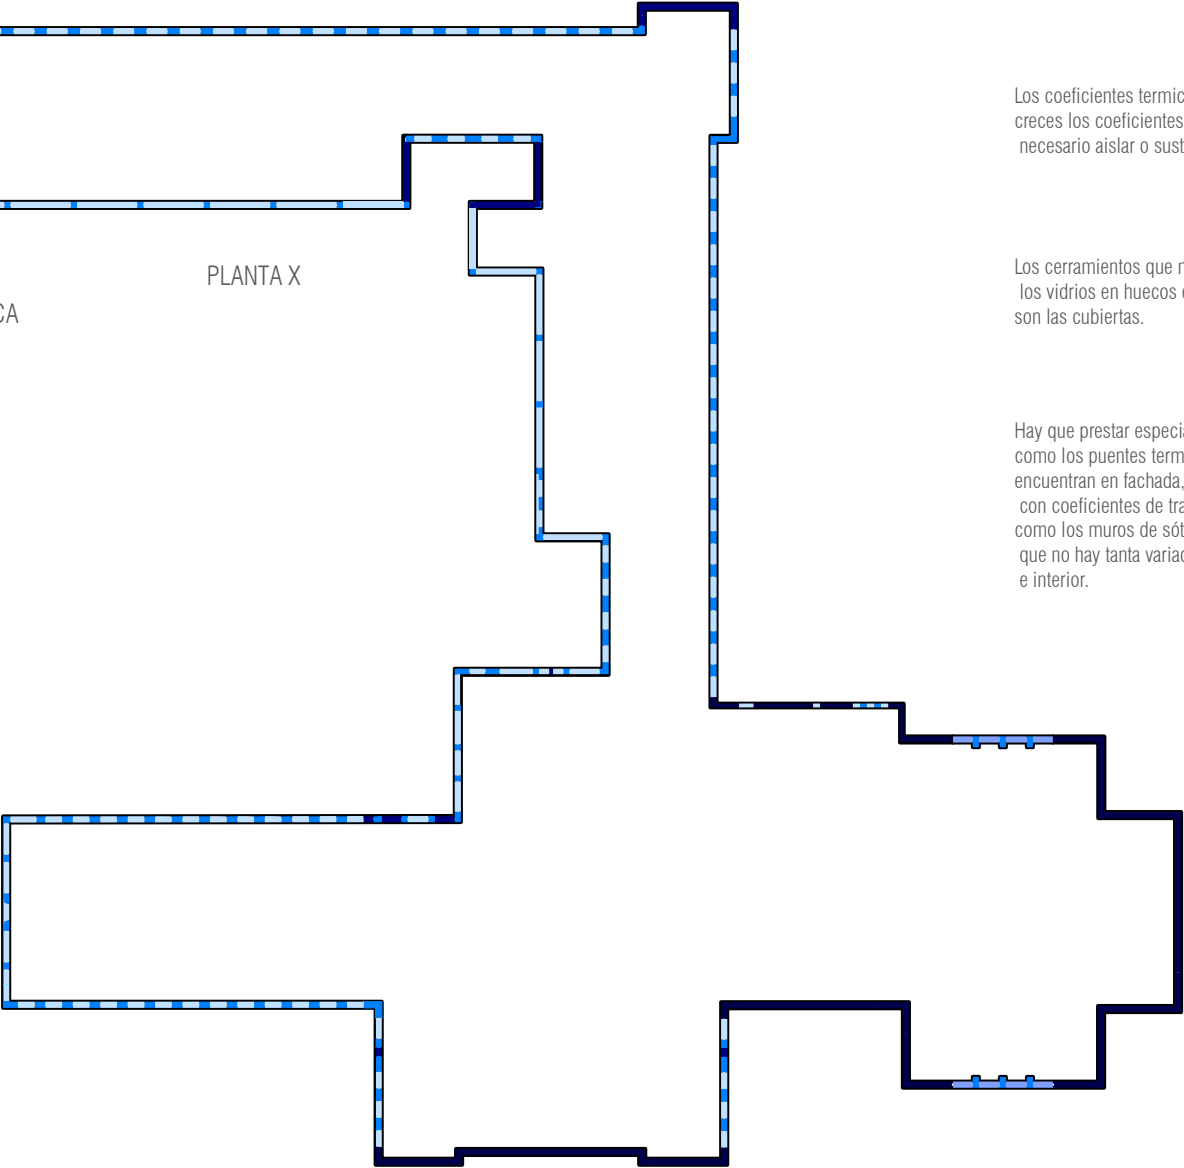 Los coeficientes termic
creces los coeficientes
necesario aislar o sust
PLANTA X
CA
Los cerramientos que
los vidrios en huecos
son las cubiertas.
Hay que prestar especia
como los puentes term
encuentran en fachada,
con coeficientes de tra
como los muros de sót
que no hay tanta variac
e interior.